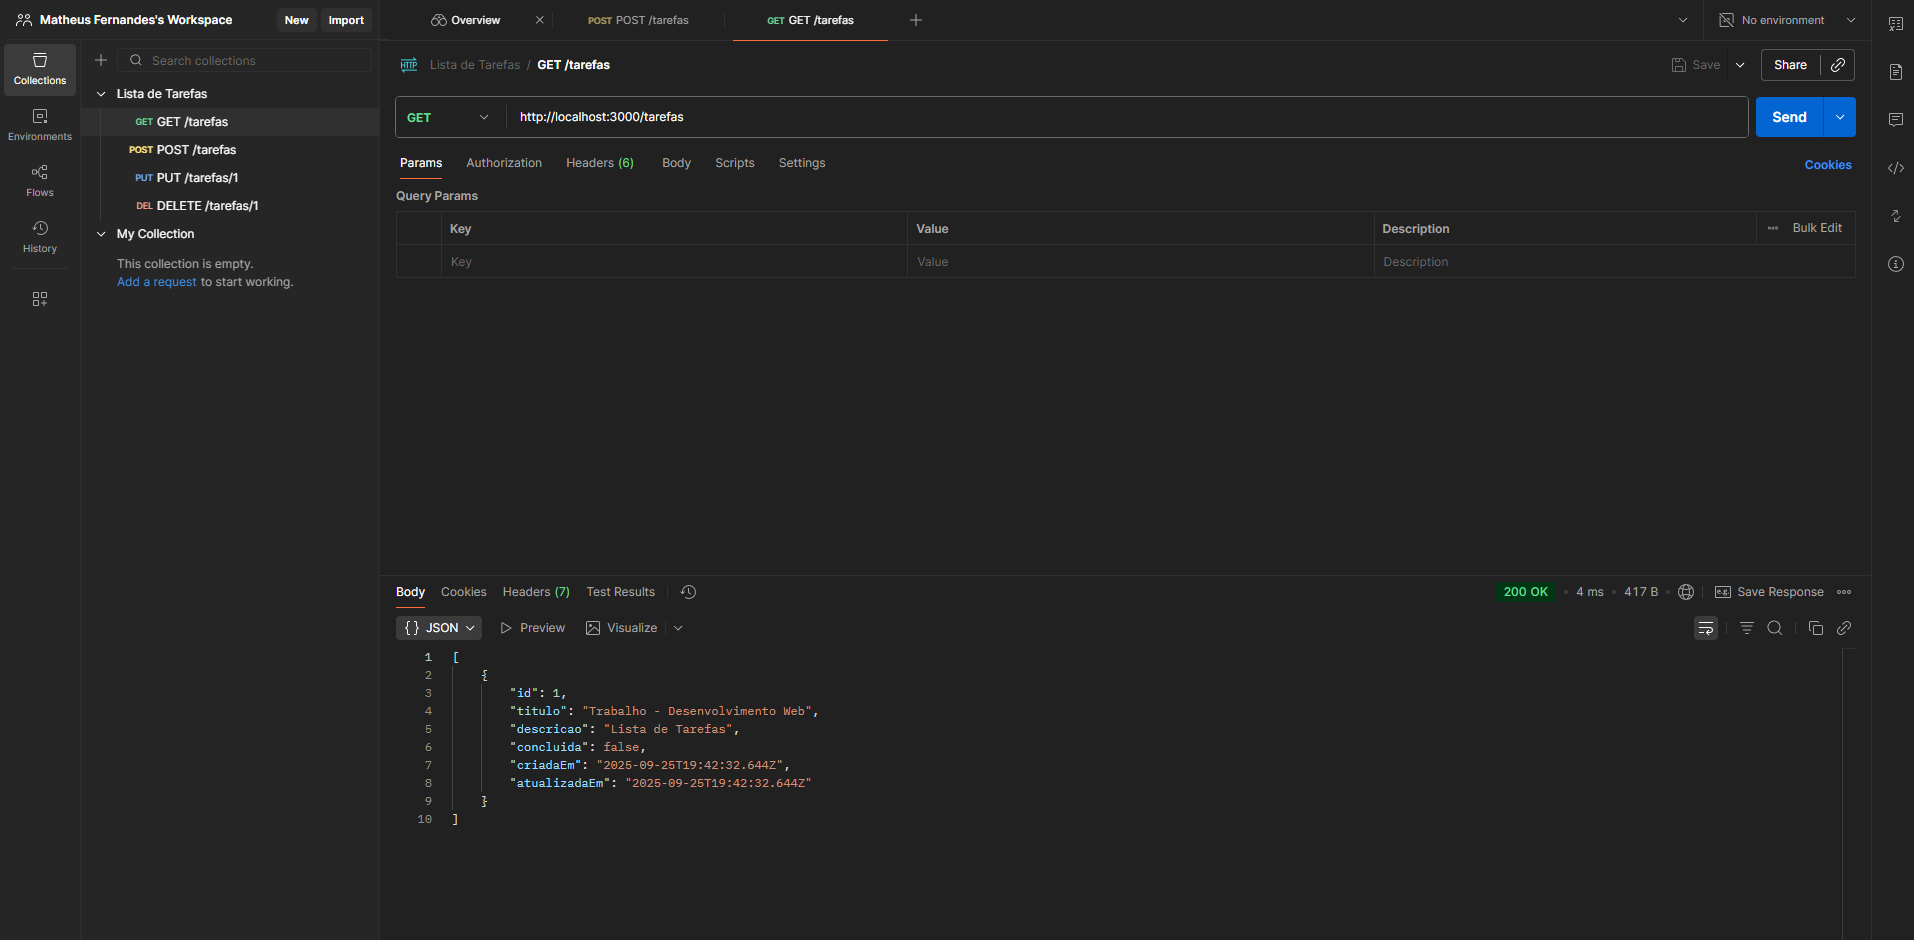 Matheus Fernandes's Workspace
New
Import
Overview
POST POST /tarefas
GET GET /tarefas
No environment
Collections
Environments
Flows
History
Search collections
Lista de Tarefas
GET GET /tarefas
POST POST /tarefas
PUT PUT /tarefas/1
DEL DELETE /tarefas/1
My Collection
This collection is empty.
Add a request to start working.
HTTP Lista de Tarefas / GET /tarefas
Save
Share
GET
http://localhost:3000/tarefas
Send
Params
Authorization
Headers (6)
Body
Scripts
Settings
Cookies
Query Params
Key
Value
Description
Bulk Edit
Key
Value
Description
Body
Cookies
Headers (7)
Test Results
200 OK
4 ms
417 B
e.g. Save Response
{} JSON
Preview
Visualize
1 [
2 {
3 "id": 1,
4 "titulo": "Trabalho - Desenvolvimento Web",
5 "descricao": "Lista de Tarefas",
6 "concluida": false,
7 "criadaEm": "2025-09-25T19:42:32.644Z",
8 "atualizadaEm": "2025-09-25T19:42:32.644Z"
9 }
10 ]